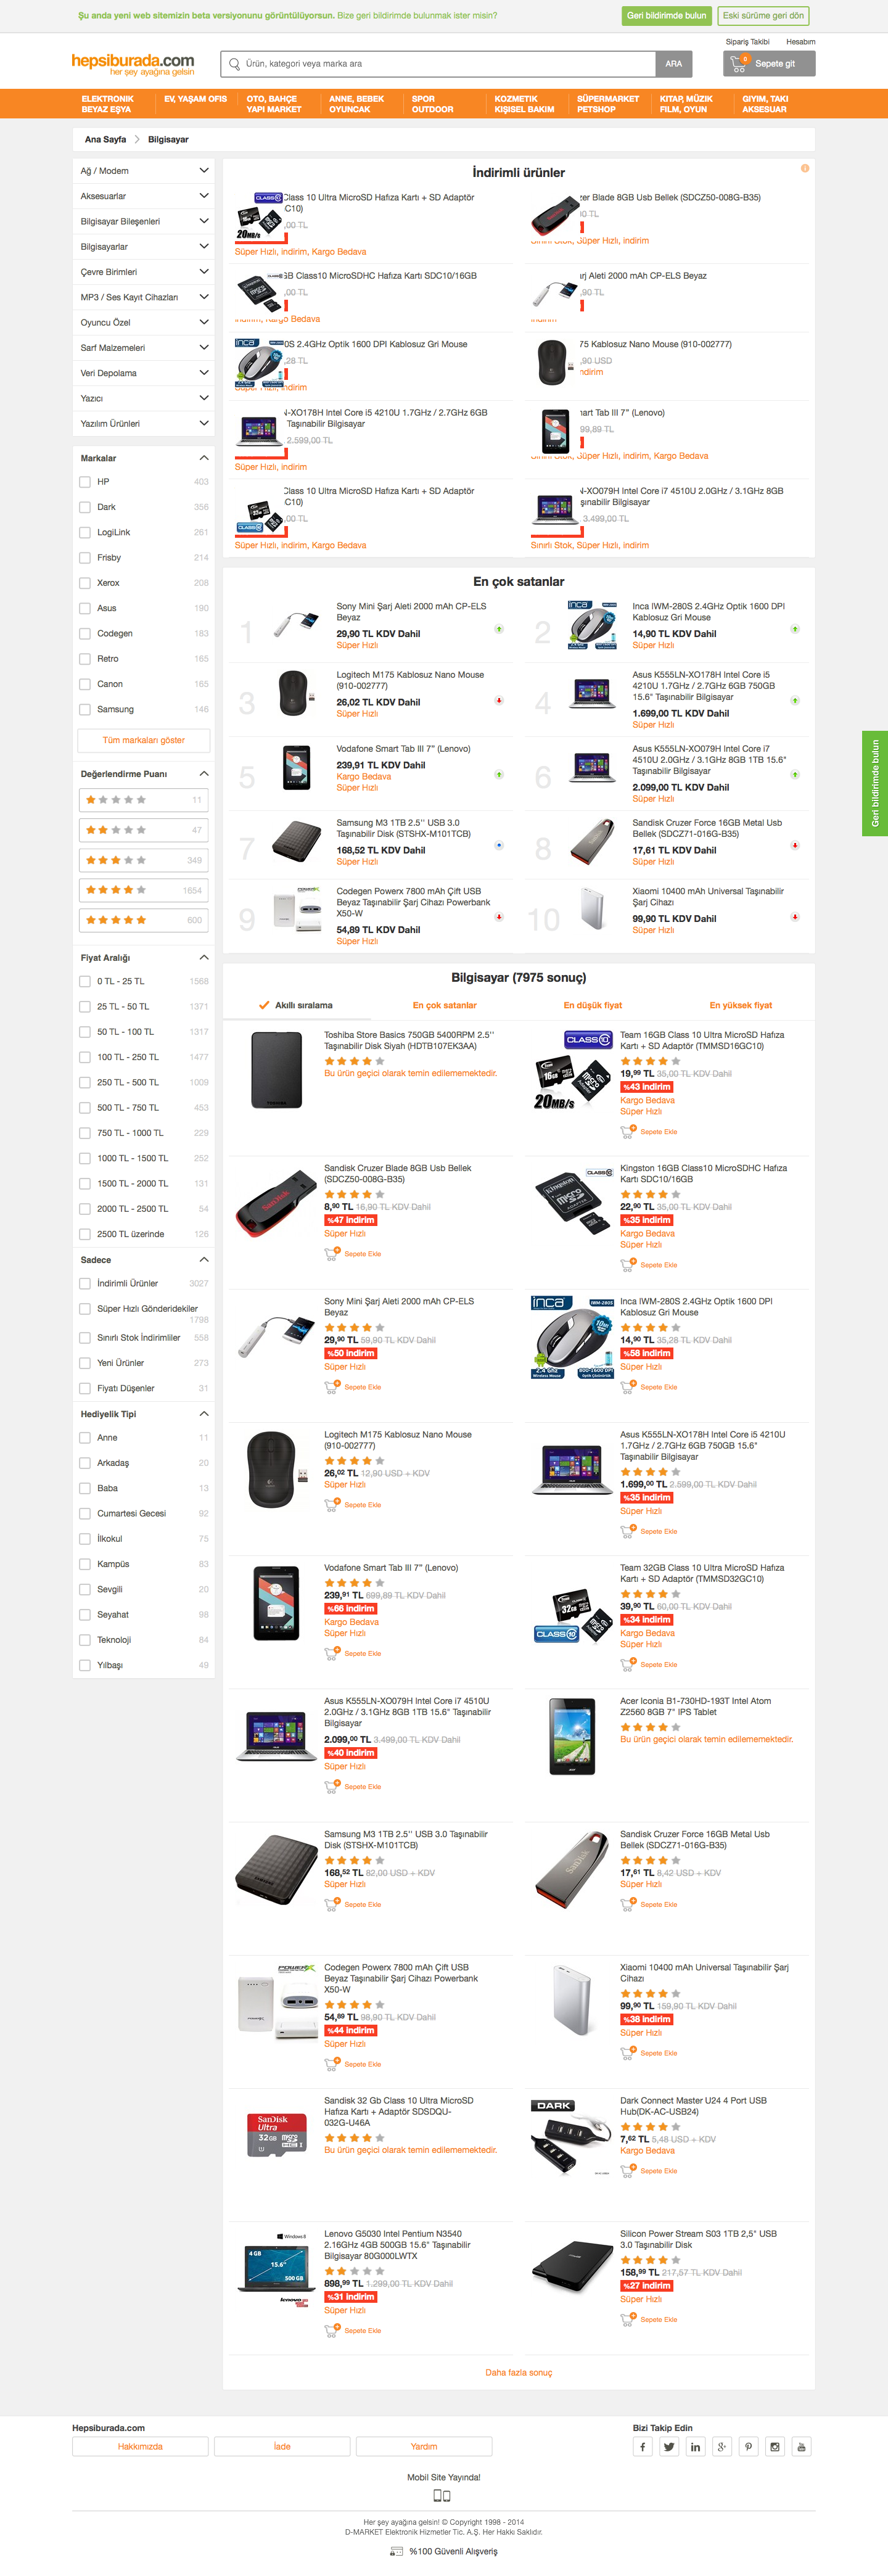 Şu anda yeni web sitemizin beta versiyonunu görüntülüyorsun. Bize geri bildirimde bulunmak ister misin?
Geri bildirimde bulun
Eski sürüme geri dön
Sipariş Takibi
Hesabım
hepsiburada.com
her şey ayağına gelsin
Ürün, kategori veya marka ara
ARA
0
Sepete git
ELEKTRONIK
BEYAZ EŞYA
EV, YAŞAM OFIS
OTO, BAHÇE
YAPI MARKET
ANNE, BEBEK
OYUNCAK
SPOR
OUTDOOR
KOZMETIK
KIŞISEL BAKIM
SÜPERMARKET
PETSHOP
KITAP, MÜZIK
FILM, OYUN
GIYIM, TAKI
AKSESUAR
Ana Sayfa
Bilgisayar
Ağ / Modem
Aksesuarlar
Bilgisayar Bileşenleri
Bilgisayarlar
Çevre Birimleri
MP3 / Ses Kayıt Cihazları
Oyuncu Özel
Sarf Malzemeleri
Veri Depolama
Yazıcı
Yazılım Ürünleri
Markalar
HP 403
Dark 356
LogiLink 261
Frisby 214
Xerox 208
Asus 190
Codegen 183
Retro 165
Canon 165
Samsung 146
Tüm markaları göster
Değerlendirme Puanı
11
47
349
1654
600
Fiyat Aralığı
0 TL - 25 TL 1568
25 TL - 50 TL 1371
50 TL - 100 TL 1317
100 TL - 250 TL 1477
250 TL - 500 TL 1009
500 TL - 750 TL 453
750 TL - 1000 TL 229
1000 TL - 1500 TL 252
1500 TL - 2000 TL 131
2000 TL - 2500 TL 54
2500 TL üzerinde 126
Sadece
İndirimli Ürünler 3027
Süper Hızlı Gönderidekiler
1796
Sınırlı Stok İndirimliler 558
Yeni Ürünler 273
Fiyatı Düşenler 31
Hediyelik Tipi
Anne 11
Arkadaş 20
Baba 13
Cumartesi Gecesi 92
İlkokul 75
Kampüs 83
Sevgili 20
Seyahat 98
Teknoloji 84
Yılbaşı 49
İndirimli ürünler
Class 10 Ultra MicroSD Hafıza Kartı + SD Adaptör
C10)
,00 TL
Süper Hızlı, indirim, Kargo Bedava
zer Blade 8GB Usb Bellek (SDCZ50-008G-B35)
TL
Sınırlı Stok, Süper Hızlı, indirim
GB Class10 MicroSDHC Hafıza Kartı SDC10/16GB
,00 TL
indirim, Kargo Bedava
arj Aleti 2000 mAh CP-ELS Beyaz
,90 TL
indirim
0S 2.4GHz Optik 1600 DPI Kablosuz Gri Mouse
,28 TL
Süper Hızlı, indirim
75 Kablosuz Nano Mouse (910-002777)
,90 USD
indirim
N-XO178H Intel Core i5 4210U 1.7GHz / 2.7GHz 6GB
Taşınabilir Bilgisayar
2.599,00 TL
Süper Hızlı, indirim
mart Tab III 7” (Lenovo)
99,89 TL
Sınırlı Stok, Süper Hızlı, indirim, Kargo Bedava
Class 10 Ultra MicroSD Hafıza Kartı + SD Adaptör
C10)
,00 TL
Süper Hızlı, indirim, Kargo Bedava
N-XO079H Intel Core i7 4510U 2.0GHz / 3.1GHz 8GB
şınabilir Bilgisayar
3.499,00 TL
Sınırlı Stok, Süper Hızlı, indirim
En çok satanlar
1
Sony Mini Şarj Aleti 2000 mAh CP-ELS
Beyaz
29,90 TL KDV Dahil
Süper Hızlı
2
Inca IWM-280S 2.4GHz Optik 1600 DPI
Kablosuz Gri Mouse
14,90 TL KDV Dahil
Süper Hızlı
3
Logitech M175 Kablosuz Nano Mouse
(910-002777)
26,02 TL KDV Dahil
Süper Hızlı
4
Asus K555LN-XO178H Intel Core i5
4210U 1.7GHz / 2.7GHz 6GB 750GB
15.6" Taşınabilir Bilgisayar
1.699,00 TL KDV Dahil
Süper Hızlı
5
Vodafone Smart Tab III 7” (Lenovo)
239,91 TL KDV Dahil
Kargo Bedava
Süper Hızlı
6
Asus K555LN-XO079H Intel Core i7
4510U 2.0GHz / 3.1GHz 8GB 1TB 15.6"
Taşınabilir Bilgisayar
2.099,00 TL KDV Dahil
Süper Hızlı
7
Samsung M3 1TB 2.5'' USB 3.0
Taşınabilir Disk (STSHX-M101TCB)
168,52 TL KDV Dahil
Süper Hızlı
8
Sandisk Cruzer Force 16GB Metal Usb
Bellek (SDCZ71-016G-B35)
17,61 TL KDV Dahil
Süper Hızlı
9
Codegen Powerx 7800 mAh Çift USB
Beyaz Taşınabilir Şarj Cihazı Powerbank
X50-W
54,89 TL KDV Dahil
Süper Hızlı
10
Xiaomi 10400 mAh Universal Taşınabilir
Şarj Cihazı
99,90 TL KDV Dahil
Süper Hızlı
Geri bildirimde bulun
Bilgisayar (7975 sonuç)
Akıllı sıralama
En çok satanlar
En düşük fiyat
En yüksek fiyat
Toshiba Store Basics 750GB 5400RPM 2.5''
Taşınabilir Disk Siyah (HDTB107EK3AA)
Bu ürün geçici olarak temin edilememektedir.
Team 16GB Class 10 Ultra MicroSD Hafıza
Kartı + SD Adaptör (TMMSD16GC10)
19,99 TL 35,00 TL KDV Dahil
%43 indirim
Kargo Bedava
Süper Hızlı
Sepete Ekle
Sandisk Cruzer Blade 8GB Usb Bellek
(SDCZ50-008G-B35)
8,90 TL 16,90 TL KDV Dahil
%47 indirim
Süper Hızlı
Sepete Ekle
Kingston 16GB Class10 MicroSDHC Hafıza
Kartı SDC10/16GB
22,90 TL 35,00 TL KDV Dahil
%35 indirim
Kargo Bedava
Süper Hızlı
Sepete Ekle
Sony Mini Şarj Aleti 2000 mAh CP-ELS
Beyaz
29,90 TL 59,90 TL KDV Dahil
%50 indirim
Süper Hızlı
Sepete Ekle
Inca IWM-280S 2.4GHz Optik 1600 DPI
Kablosuz Gri Mouse
14,90 TL 35,28 TL KDV Dahil
%58 indirim
Süper Hızlı
Sepete Ekle
Logitech M175 Kablosuz Nano Mouse
(910-002777)
26,02 TL 12,90 USD + KDV
Süper Hızlı
Sepete Ekle
Asus K555LN-XO178H Intel Core i5 4210U
1.7GHz / 2.7GHz 6GB 750GB 15.6"
Taşınabilir Bilgisayar
1.699,00 TL 2.599,00 TL KDV Dahil
%35 indirim
Süper Hızlı
Sepete Ekle
Vodafone Smart Tab III 7” (Lenovo)
239,91 TL 699,89 TL KDV Dahil
%66 indirim
Kargo Bedava
Süper Hızlı
Sepete Ekle
Team 32GB Class 10 Ultra MicroSD Hafıza
Kartı + SD Adaptör (TMMSD32GC10)
39,90 TL 60,00 TL KDV Dahil
%34 indirim
Kargo Bedava
Süper Hızlı
Sepete Ekle
Asus K555LN-XO079H Intel Core i7 4510U
2.0GHz / 3.1GHz 8GB 1TB 15.6" Taşınabilir
Bilgisayar
2.099,00 TL 3.499,00 TL KDV Dahil
%40 indirim
Süper Hızlı
Sepete Ekle
Acer Iconia B1-730HD-193T Intel Atom
Z2560 8GB 7" IPS Tablet
Bu ürün geçici olarak temin edilememektedir.
Samsung M3 1TB 2.5'' USB 3.0 Taşınabilir
Disk (STSHX-M101TCB)
168,52 TL 82,00 USD + KDV
Süper Hızlı
Sepete Ekle
Sandisk Cruzer Force 16GB Metal Usb
Bellek (SDCZ71-016G-B35)
17,61 TL 8,42 USD + KDV
Süper Hızlı
Sepete Ekle
Codegen Powerx 7800 mAh Çift USB
Beyaz Taşınabilir Şarj Cihazı Powerbank
X50-W
54,89 TL 98,90 TL KDV Dahil
%44 indirim
Süper Hızlı
Sepete Ekle
Xiaomi 10400 mAh Universal Taşınabilir Şarj
Cihazı
99,90 TL 159,90 TL KDV Dahil
%38 indirim
Süper Hızlı
Sepete Ekle
Sandisk 32 Gb Class 10 Ultra MicroSD
Hafıza Kartı + Adaptör SDSDQU-
032G-U46A
Bu ürün geçici olarak temin edilememektedir.
Dark Connect Master U24 4 Port USB
Hub(DK-AC-USB24)
7,62 TL 5,48 USD + KDV
Kargo Bedava
Sepete Ekle
Lenovo G5030 Intel Pentium N3540
2.16GHz 4GB 500GB 15.6" Taşınabilir
Bilgisayar 80G000LWTX
898,99 TL 1.299,00 TL KDV Dahil
%31 indirim
Süper Hızlı
Sepete Ekle
Silicon Power Stream S03 1TB 2,5" USB
3.0 Taşınabilir Disk
158,99 TL 217,57 TL KDV Dahil
%27 indirim
Süper Hızlı
Sepete Ekle
Daha fazla sonuç
Hepsiburada.com
Hakkımızda
İade
Yardım
Bizi Takip Edin
Mobil Site Yayında!
Her şey ayağına gelsin! © Copyright 1998 - 2014
D-MARKET Elektronik Hizmetler Tic. A.Ş. Her Hakkı Saklıdır.
%100 Güvenli Alışveriş